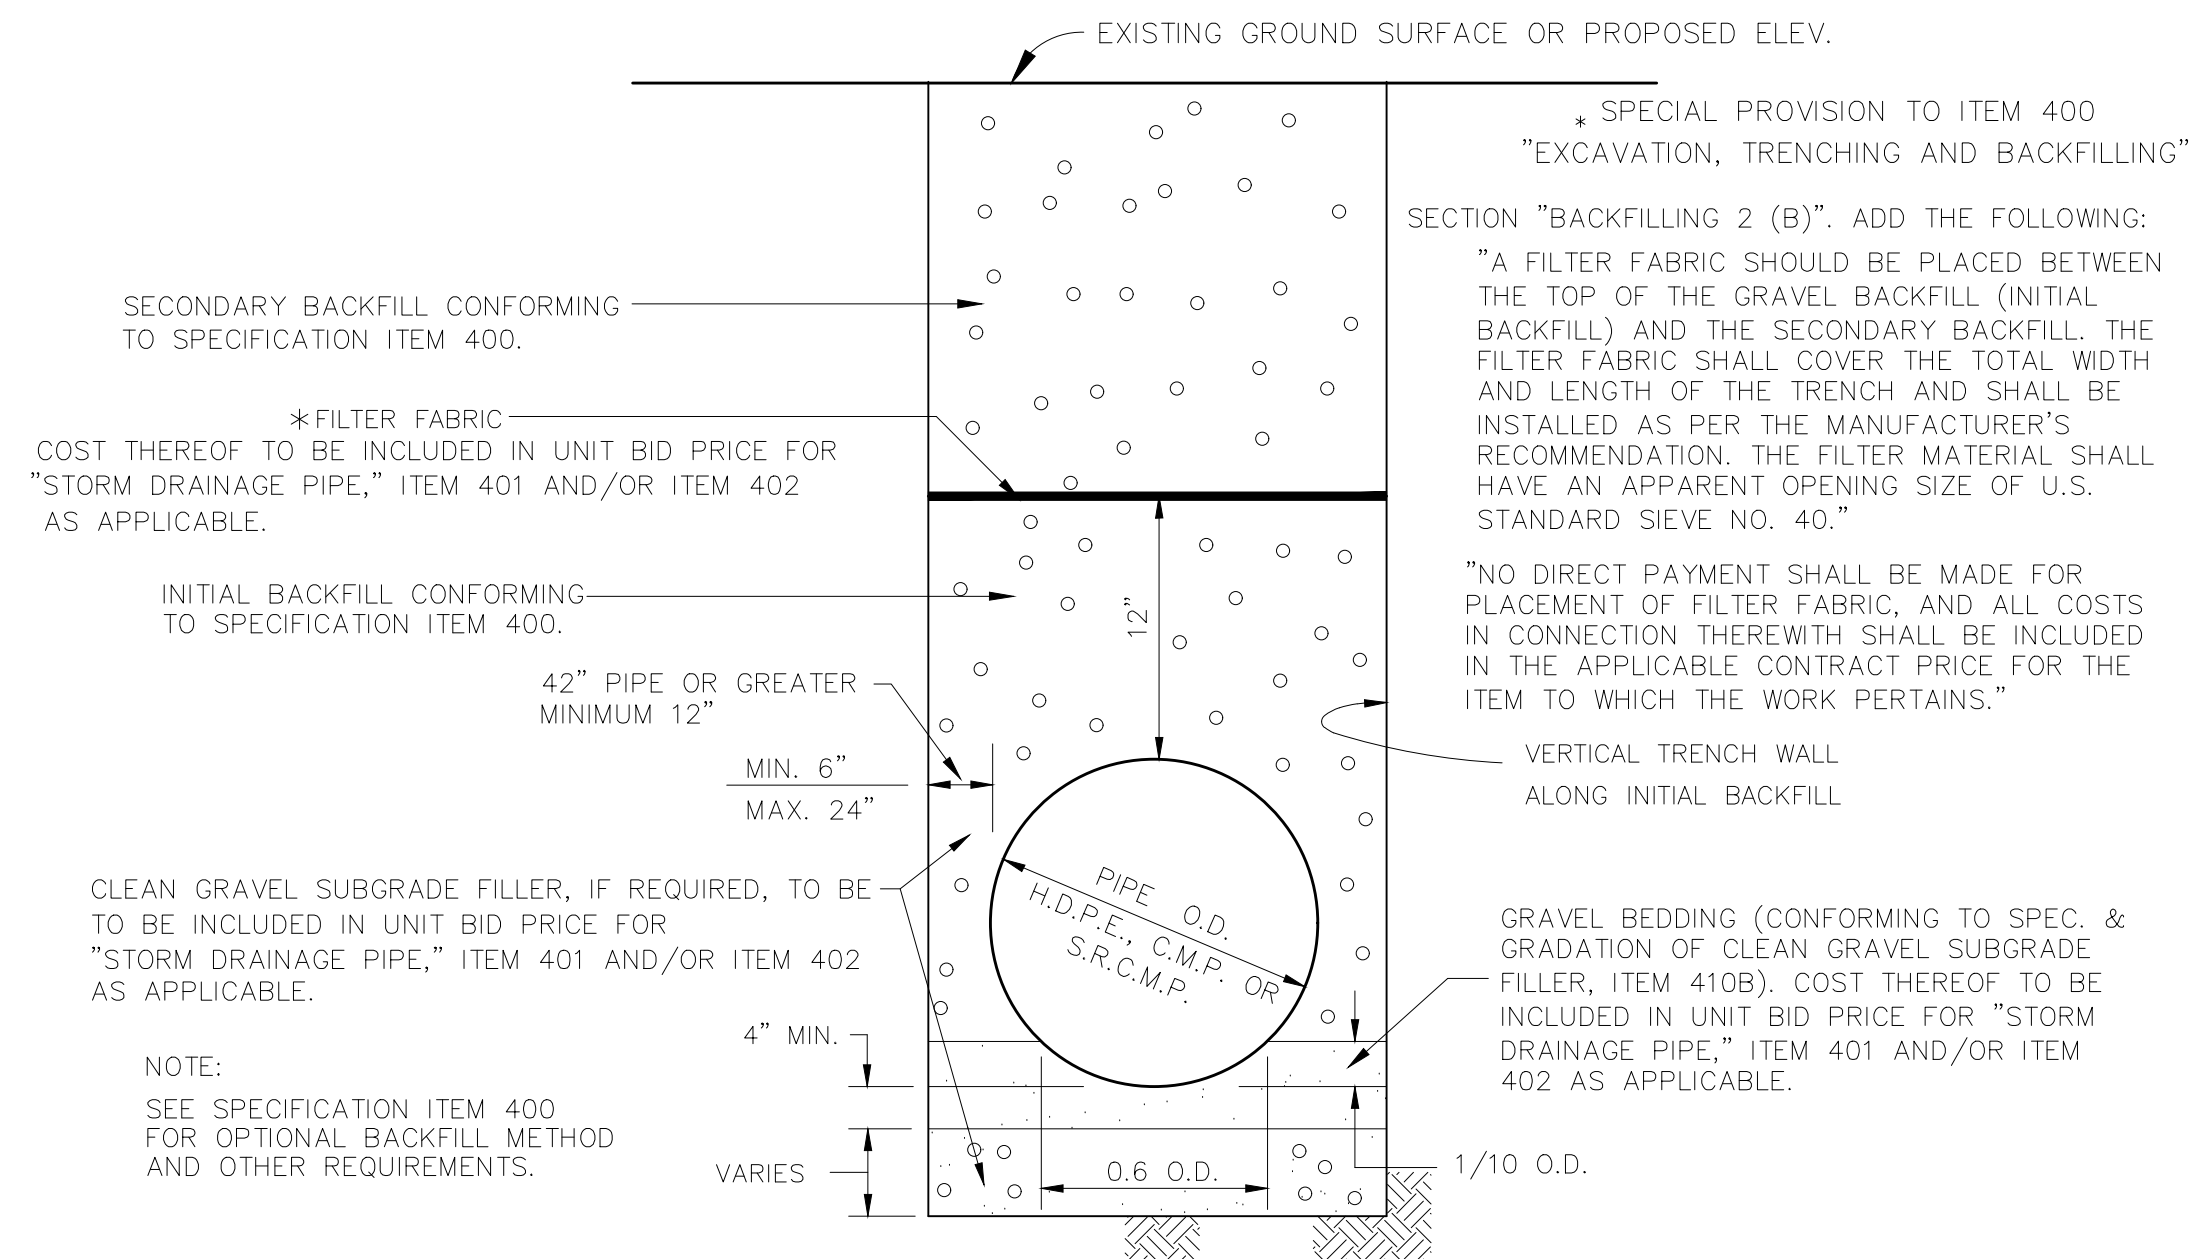 EXISTING GROUND SURFACE OR PROPOSED ELEV.
* SPECIAL PROVISION TO ITEM 400
"EXCAVATION, TRENCHING AND BACKFILLING"
SECTION "BACKFILLING 2 (B)". ADD THE FOLLOWING:
"A FILTER FABRIC SHOULD BE PLACED BETWEEN
THE TOP OF THE GRAVEL BACKFILL (INITIAL
BACKFILL) AND THE SECONDARY BACKFILL. THE
FILTER FABRIC SHALL COVER THE TOTAL WIDTH
AND LENGTH OF THE TRENCH AND SHALL BE
INSTALLED AS PER THE MANUFACTURER'S
RECOMMENDATION. THE FILTER MATERIAL SHALL
HAVE AN APPARENT OPENING SIZE OF U.S.
STANDARD SIEVE NO. 40."
"NO DIRECT PAYMENT SHALL BE MADE FOR
PLACEMENT OF FILTER FABRIC, AND ALL COSTS
IN CONNECTION THEREWITH SHALL BE INCLUDED
IN THE APPLICABLE CONTRACT PRICE FOR THE
ITEM TO WHICH THE WORK PERTAINS."
VERTICAL TRENCH WALL
ALONG INITIAL BACKFILL
SECONDARY BACKFILL CONFORMING
TO SPECIFICATION ITEM 400.
*FILTER FABRIC
COST THEREOF TO BE INCLUDED IN UNIT BID PRICE FOR
"STORM DRAINAGE PIPE," ITEM 401 AND/OR ITEM 402
AS APPLICABLE.
INITIAL BACKFILL CONFORMING
TO SPECIFICATION ITEM 400.
12"
42" PIPE OR GREATER
MINIMUM 12"
MIN. 6"
MAX. 24"
CLEAN GRAVEL SUBGRADE FILLER, IF REQUIRED, TO BE
TO BE INCLUDED IN UNIT BID PRICE FOR
"STORM DRAINAGE PIPE," ITEM 401 AND/OR ITEM 402
AS APPLICABLE.
PIPE O.D.
H.D.P.E., C.M.P. OR
S.R.C.M.P.
GRAVEL BEDDING (CONFORMING TO SPEC. &
GRADATION OF CLEAN GRAVEL SUBGRADE
FILLER, ITEM 410B). COST THEREOF TO BE
INCLUDED IN UNIT BID PRICE FOR "STORM
DRAINAGE PIPE," ITEM 401 AND/OR ITEM
402 AS APPLICABLE.
4" MIN.
NOTE:
SEE SPECIFICATION ITEM 400
FOR OPTIONAL BACKFILL METHOD
AND OTHER REQUIREMENTS.
VARIES
0.6 O.D.
1/10 O.D.